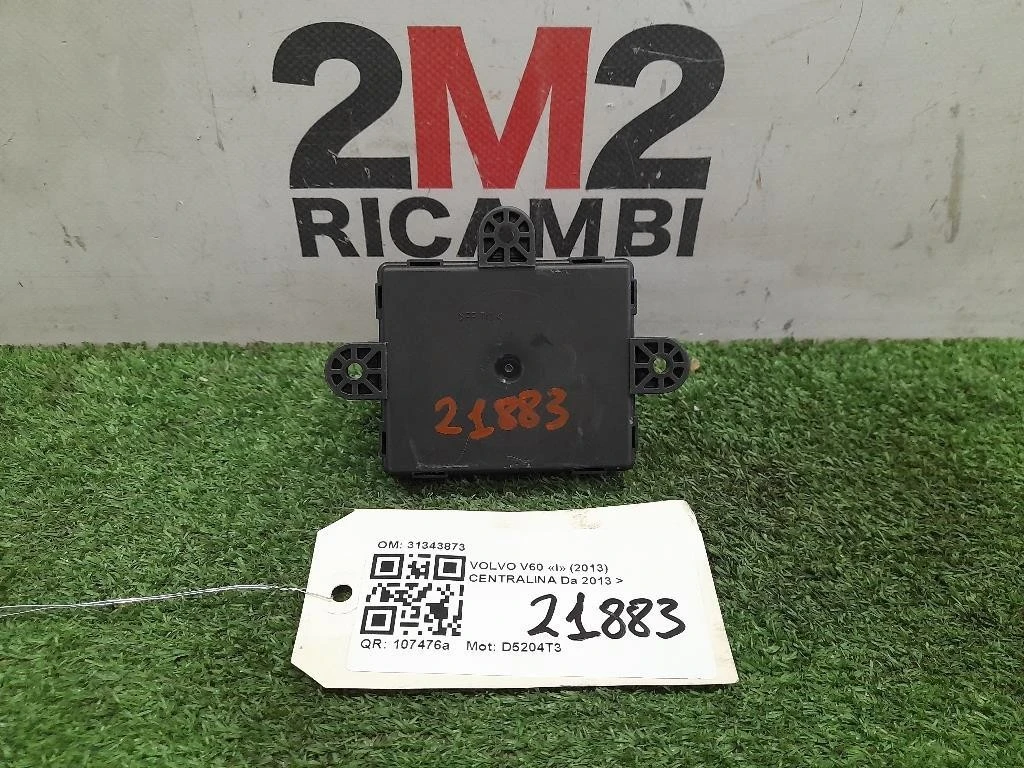 2M2
RICAMBI
21883
OM: 31343873
VOLVO V60 «I» (2013)
CENTRALINA Da 2013 >
21883
QR: 107476a Mot: D5204T3